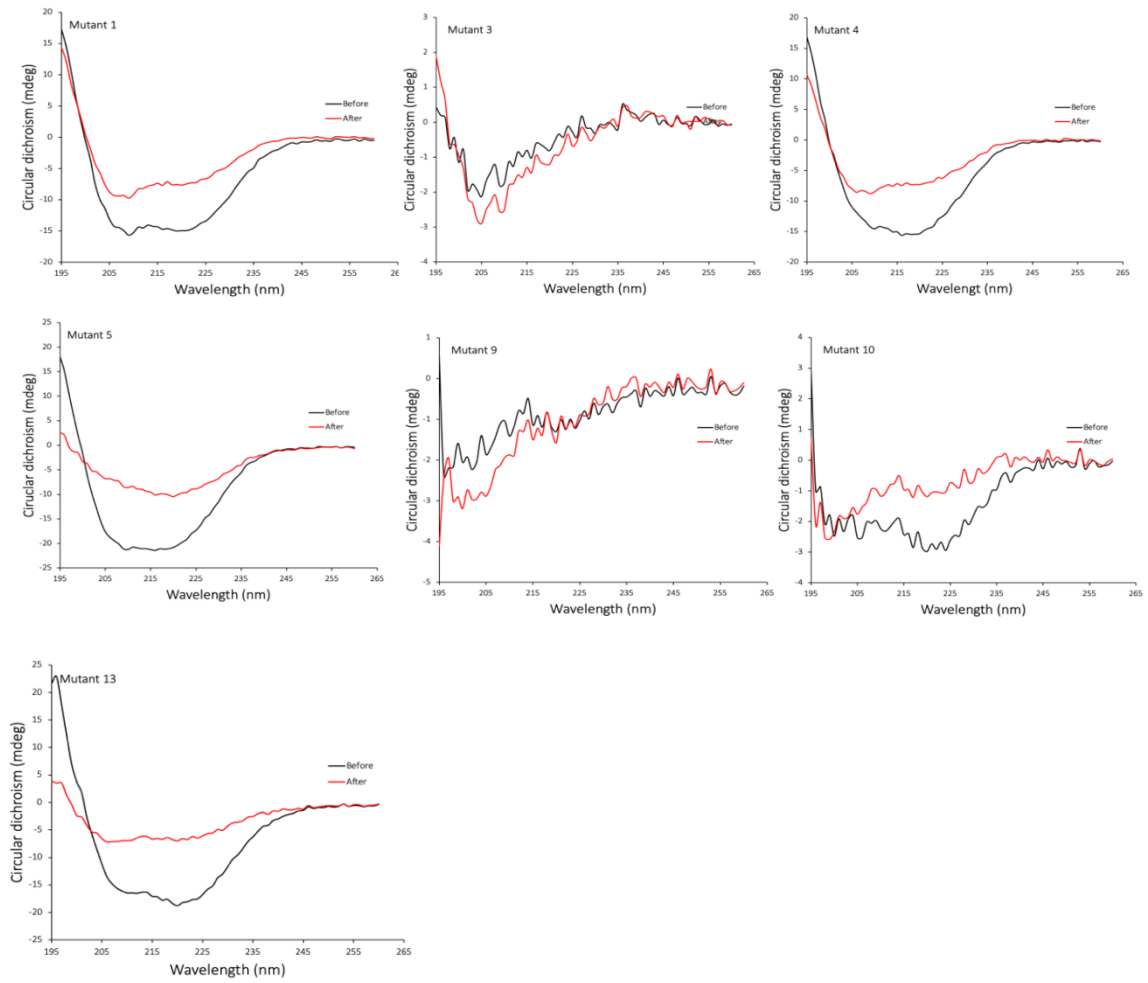 Mutant 1
Circular dichroism (mdeg)
20
15
10
5
0
-5
-10
-15
-20
Before
After
195 205 215 225 235 245 255 26
Wavelength (nm)
Mutant 3
Circular dichroism (mdeg)
3
2
1
0
-1
-2
-3
-4
Before
195 205 215 225 235 245 255 265
Wavelength (nm)
Mutant 4
Circular dichroism (mdeg)
20
15
10
5
0
-5
-10
-15
-20
Before
After
195 205 215 225 235 245 255 265
Wavelengt (nm)
Mutant 5
Ciruclar dichroism (mdeg)
25
20
15
10
5
0
-5
-10
-15
-20
-25
Before
After
195 205 215 225 235 245 255 265
Wavelength (nm)
Mutant 9
Circular dichroism (mdeg)
1
0
-1
-2
-3
-4
-5
Before
After
195 205 215 225 235 245 255 265
Wavelength (nm)
Mutant 10
Circular dichroism (mdeg)
4
3
2
1
0
-1
-2
-3
-4
Before
After
195 205 215 225 235 245 255 265
Wavelength (nm)
Mutant 13
Circular dichroism (mdeg)
25
20
15
10
5
0
-5
-10
-15
-20
-25
Before
After
195 205 215 225 235 245 255 265
Wavelength (nm)